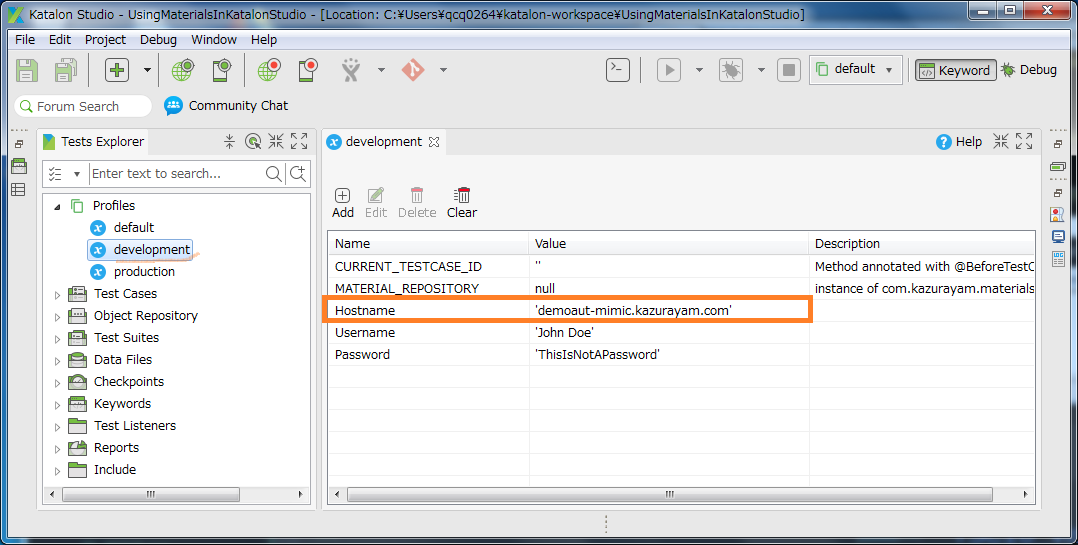 Katalon Studio - UsingMaterialsInKatalonStudio - [Location: C:¥Users¥qcq0264¥katalon-workspace¥UsingMaterialsInKatalonStudio]
File Edit Project Debug Window Help
default
Keyword
Debug
Forum Search
Community Chat
Tests Explorer
Enter text to search...
Profiles
default
development
production
Test Cases
Object Repository
Test Suites
Data Files
Checkpoints
Keywords
Test Listeners
Reports
Include
development
Help
Add Edit Delete Clear
Name Value Description
CURRENT_TESTCASE_ID '' Method annotated with @BeforeTestC
MATERIAL_REPOSITORY null instance of com.kazurayam.materials
Hostname 'demoaut-mimic.kazurayam.com'
Username 'John Doe'
Password 'ThisIsNotAPassword'
LOG